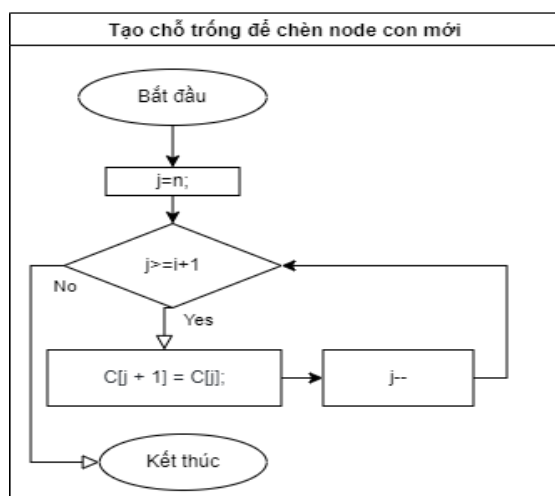 Tạo chỗ trống để chèn node con mới
Bắt đầu
j=n;
j>=i+1
No
Yes
C[j + 1] = C[j];
j--
Kết thúc